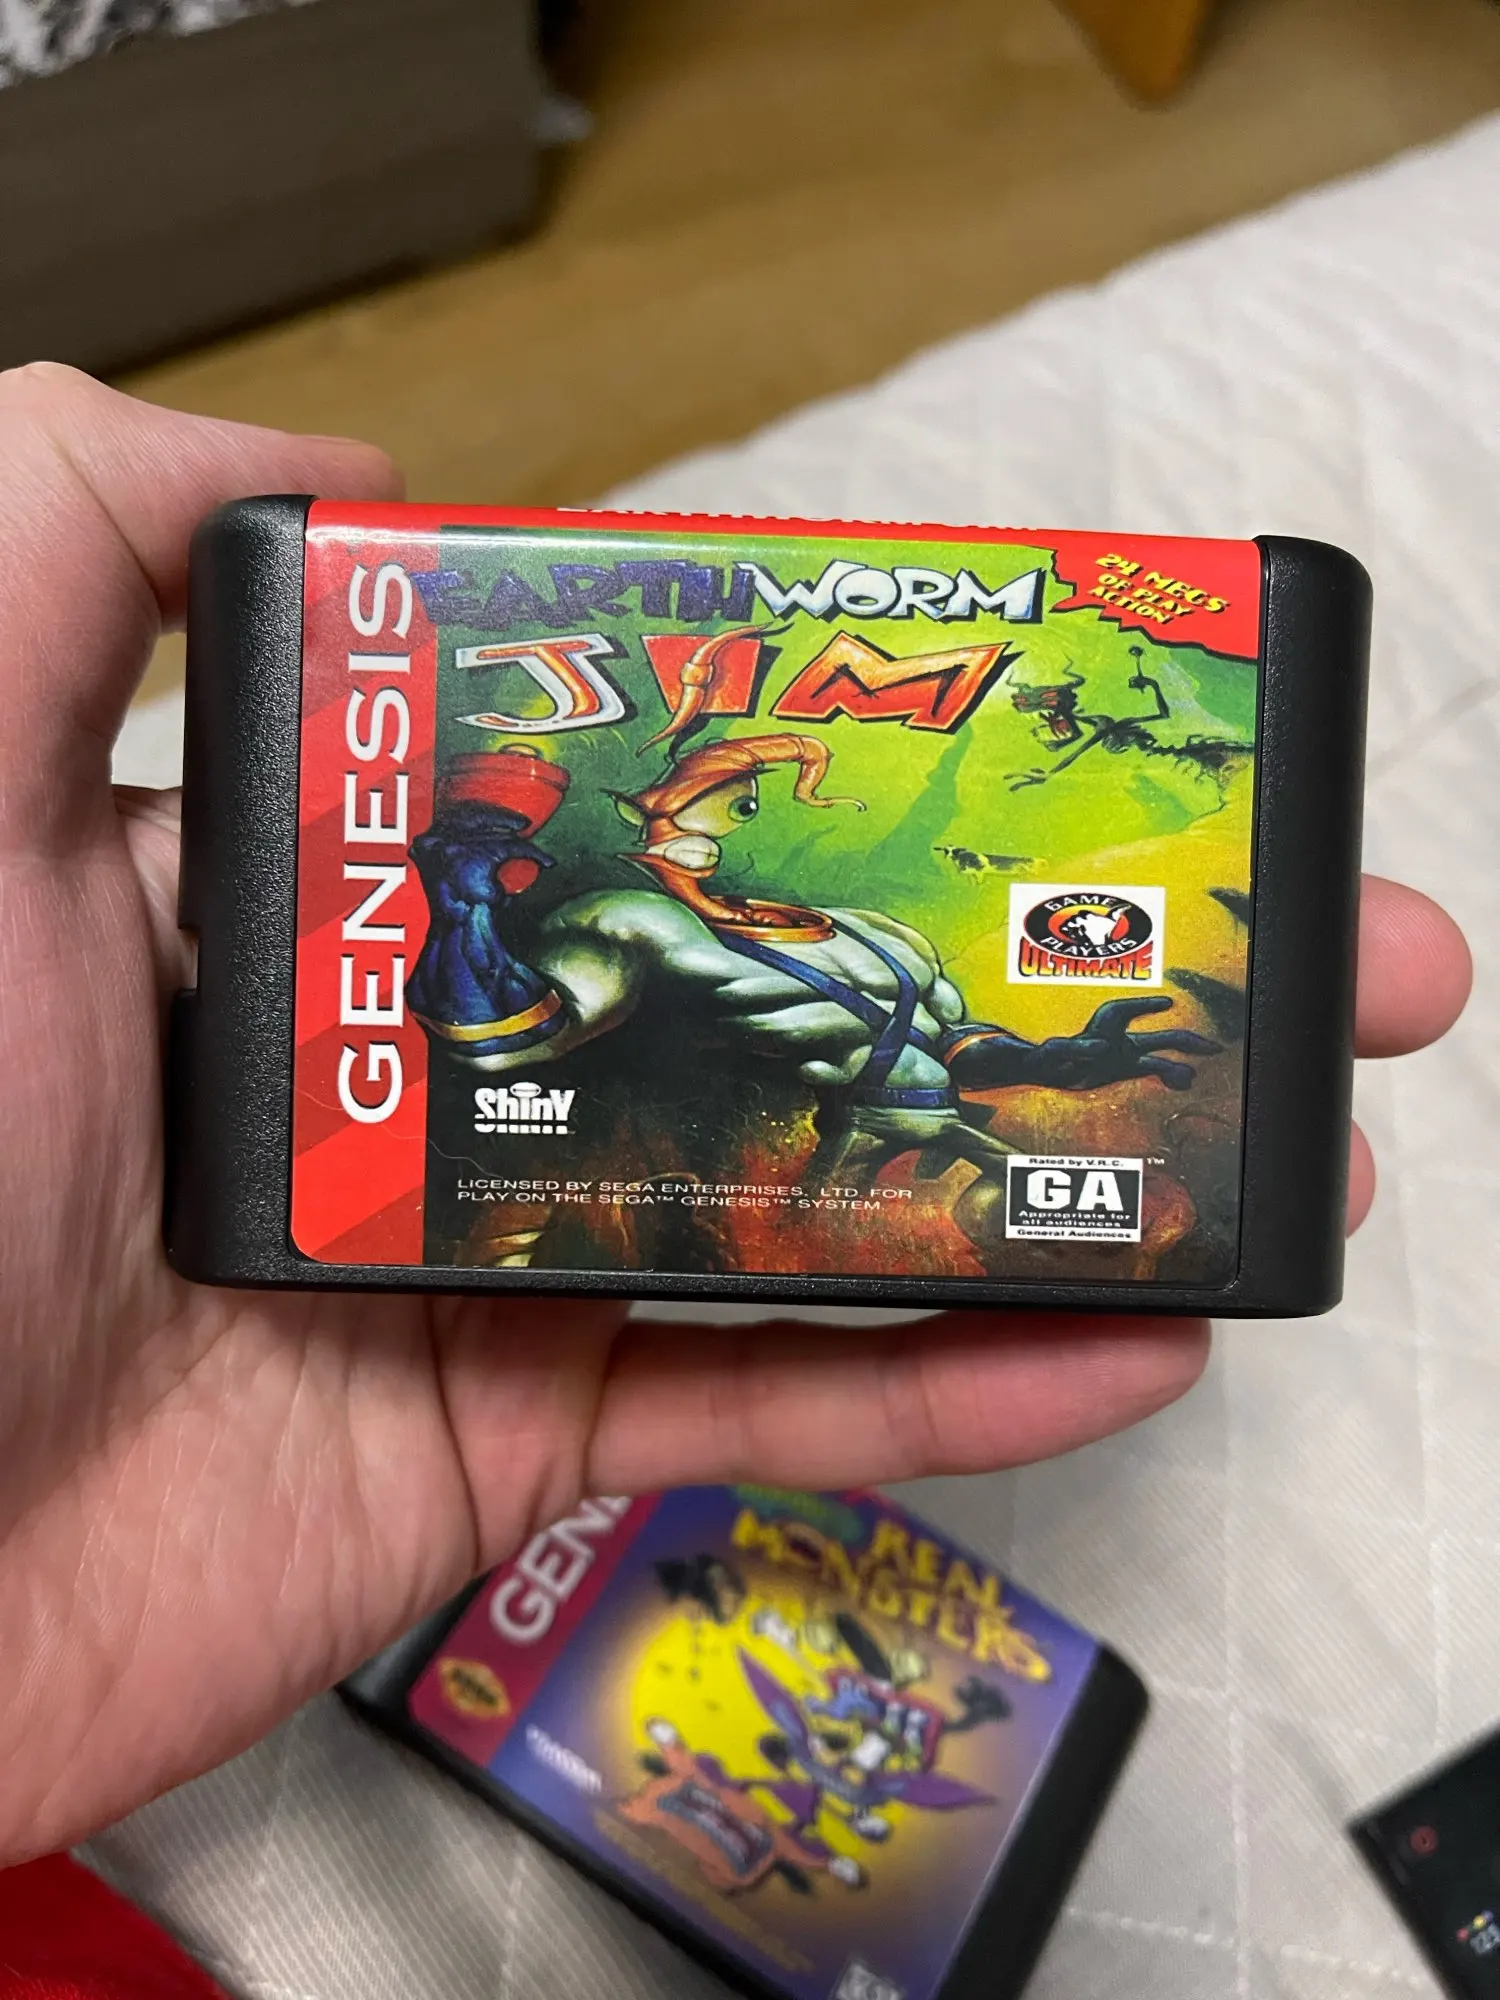 GENESIS
EARTHWORM
JIM
24 MEGS
OF PLAY
ACTION!
GAME
PLAYERS
ULTIMATE
Shiny
LICENSED BY SEGA ENTERPRISES, LTD. FOR
PLAY ON THE SEGA™ GENESIS™ SYSTEM.
Rated by V.R.C. ™
GA
Appropriate for
all audiences
General Audiences
REAL
MONSTERS